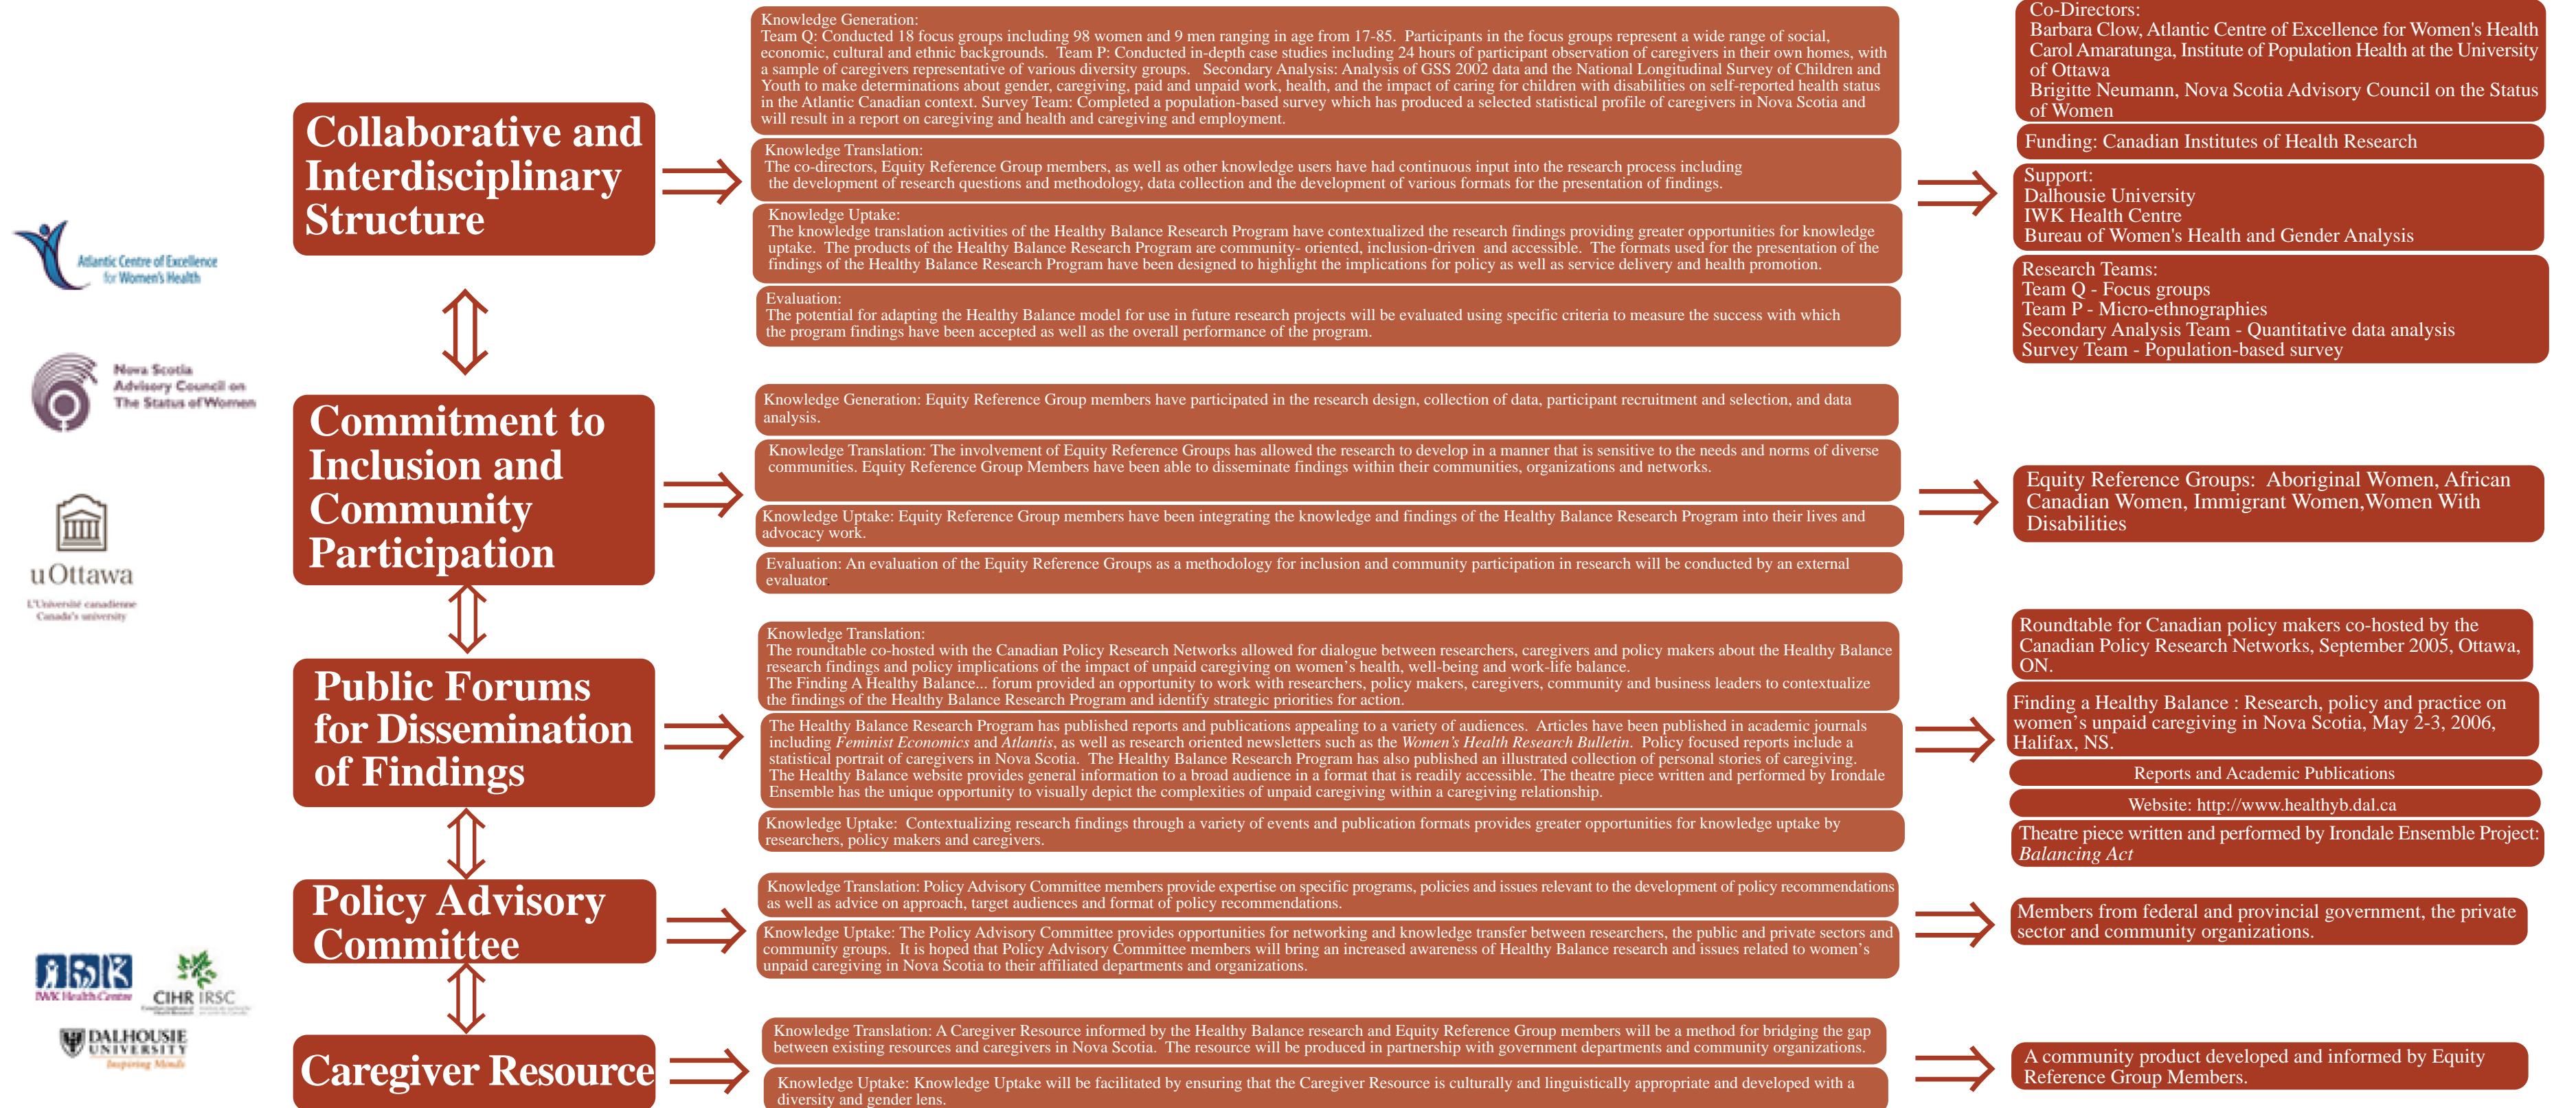 Atlantic Centre of Excellence
for Women's Health
Nova Scotia
Advisory Council on
The Status of Women
uOttawa
L'Université canadienne
Canada's university
IWK Health Centre
CIHR IRSC
DALHOUSIE
UNIVERSITY
Inspiring Minds
Collaborative and
Interdisciplinary
Structure
Knowledge Generation:
Team Q: Conducted 18 focus groups including 98 women and 9 men ranging in age from 17-85. Participants in the focus groups represent a wide range of social,
economic, cultural and ethnic backgrounds. Team P: Conducted in-depth case studies including 24 hours of participant observation of caregivers in their own homes, with
a sample of caregivers representative of various diversity groups. Secondary Analysis: Analysis of GSS 2002 data and the National Longitudinal Survey of Children and
Youth to make determinations about gender, caregiving, paid and unpaid work, health, and the impact of caring for children with disabilities on self-reported health status
in the Atlantic Canadian context. Survey Team: Completed a population-based survey which has produced a selected statistical profile of caregivers in Nova Scotia and
will result in a report on caregiving and health and caregiving and employment.
Knowledge Translation:
The co-directors, Equity Reference Group members, as well as other knowledge users have had continuous input into the research process including
the development of research questions and methodology, data collection and the development of various formats for the presentation of findings.
Knowledge Uptake:
The knowledge translation activities of the Healthy Balance Research Program have contextualized the research findings providing greater opportunities for knowledge
uptake. The products of the Healthy Balance Research Program are community- oriented, inclusion-driven and accessible. The formats used for the presentation of the
findings of the Healthy Balance Research Program have been designed to highlight the implications for policy as well as service delivery and health promotion.
Evaluation:
The potential for adapting the Healthy Balance model for use in future research projects will be evaluated using specific criteria to measure the success with which
the program findings have been accepted as well as the overall performance of the program.
Co-Directors:
Barbara Clow, Atlantic Centre of Excellence for Women's Health
Carol Amaratunga, Institute of Population Health at the University
of Ottawa
Brigitte Neumann, Nova Scotia Advisory Council on the Status
of Women
Funding: Canadian Institutes of Health Research
Support:
Dalhousie University
IWK Health Centre
Bureau of Women's Health and Gender Analysis
Research Teams:
Team Q - Focus groups
Team P - Micro-ethnographies
Secondary Analysis Team - Quantitative data analysis
Survey Team - Population-based survey
Commitment to
Inclusion and
Community
Participation
Knowledge Generation: Equity Reference Group members have participated in the research design, collection of data, participant recruitment and selection, and data
analysis.
Knowledge Translation: The involvement of Equity Reference Groups has allowed the research to develop in a manner that is sensitive to the needs and norms of diverse
communities. Equity Reference Group Members have been able to disseminate findings within their communities, organizations and networks.
Knowledge Uptake: Equity Reference Group members have been integrating the knowledge and findings of the Healthy Balance Research Program into their lives and
advocacy work.
Evaluation: An evaluation of the Equity Reference Groups as a methodology for inclusion and community participation in research will be conducted by an external
evaluator.
Equity Reference Groups: Aboriginal Women, African
Canadian Women, Immigrant Women,Women With
Disabilities
Public Forums
for Dissemination
of Findings
Knowledge Translation:
The roundtable co-hosted with the Canadian Policy Research Networks allowed for dialogue between researchers, caregivers and policy makers about the Healthy Balance
research findings and policy implications of the impact of unpaid caregiving on women's health, well-being and work-life balance.
The Finding A Healthy Balance... forum provided an opportunity to work with researchers, policy makers, caregivers, community and business leaders to contextualize
the findings of the Healthy Balance Research Program and identify strategic priorities for action.
The Healthy Balance Research Program has published reports and publications appealing to a variety of audiences. Articles have been published in academic journals
including Feminist Economics and Atlantis, as well as research oriented newsletters such as the Women's Health Research Bulletin. Policy focused reports include a
statistical portrait of caregivers in Nova Scotia. The Healthy Balance Research Program has also published an illustrated collection of personal stories of caregiving.
The Healthy Balance website provides general information to a broad audience in a format that is readily accessible. The theatre piece written and performed by Irondale
Ensemble has the unique opportunity to visually depict the complexities of unpaid caregiving within a caregiving relationship.
Knowledge Uptake: Contextualizing research findings through a variety of events and publication formats provides greater opportunities for knowledge uptake by
researchers, policy makers and caregivers.
Roundtable for Canadian policy makers co-hosted by the
Canadian Policy Research Networks, September 2005, Ottawa,
ON.
Finding a Healthy Balance : Research, policy and practice on
women's unpaid caregiving in Nova Scotia, May 2-3, 2006,
Halifax, NS.
Reports and Academic Publications
Website: http://www.healthyb.dal.ca
Theatre piece written and performed by Irondale Ensemble Project:
Balancing Act
Policy Advisory
Committee
Knowledge Translation: Policy Advisory Committee members provide expertise on specific programs, policies and issues relevant to the development of policy recommendations
as well as advice on approach, target audiences and format of policy recommendations.
Knowledge Uptake: The Policy Advisory Committee provides opportunities for networking and knowledge transfer between researchers, the public and private sectors and
community groups. It is hoped that Policy Advisory Committee members will bring an increased awareness of Healthy Balance research and issues related to women's
unpaid caregiving in Nova Scotia to their affiliated departments and organizations.
Members from federal and provincial government, the private
sector and community organizations.
Caregiver Resource
Knowledge Translation: A Caregiver Resource informed by the Healthy Balance research and Equity Reference Group members will be a method for bridging the gap
between existing resources and caregivers in Nova Scotia. The resource will be produced in partnership with government departments and community organizations.
Knowledge Uptake: Knowledge Uptake will be facilitated by ensuring that the Caregiver Resource is culturally and linguistically appropriate and developed with a
diversity and gender lens.
A community product developed and informed by Equity
Reference Group Members.